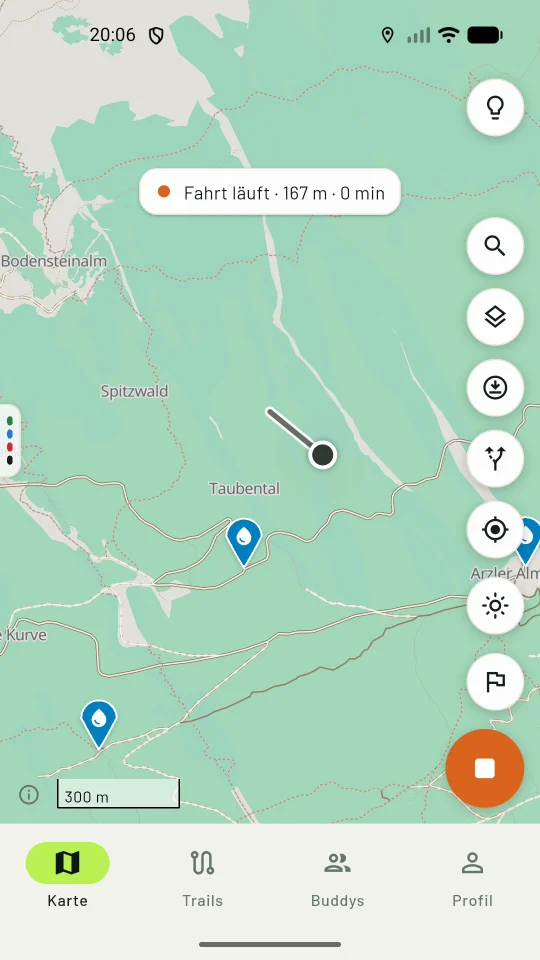 20:06
Fahrt läuft · 167 m · 0 min
Bodensteinalm
Spitzwald
Taubental
Arzler Alm
e Kurve
300 m
Karte
Trails
Buddys
Profil